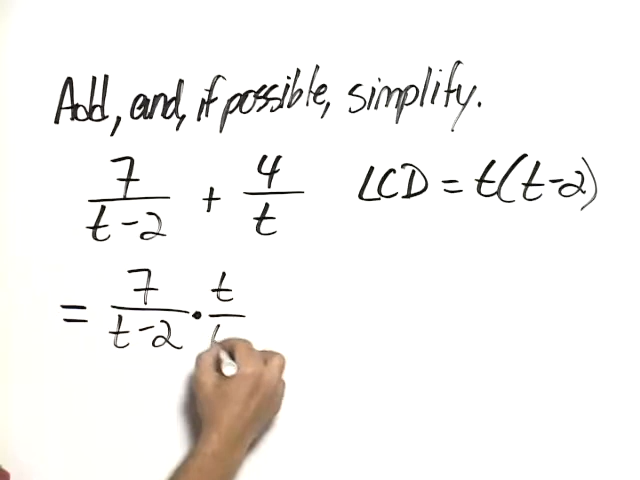 Add, and, if possible, simplify.
7/(t-2) + 4/t LCD = t(t-2)
= 7/(t-2) · t/